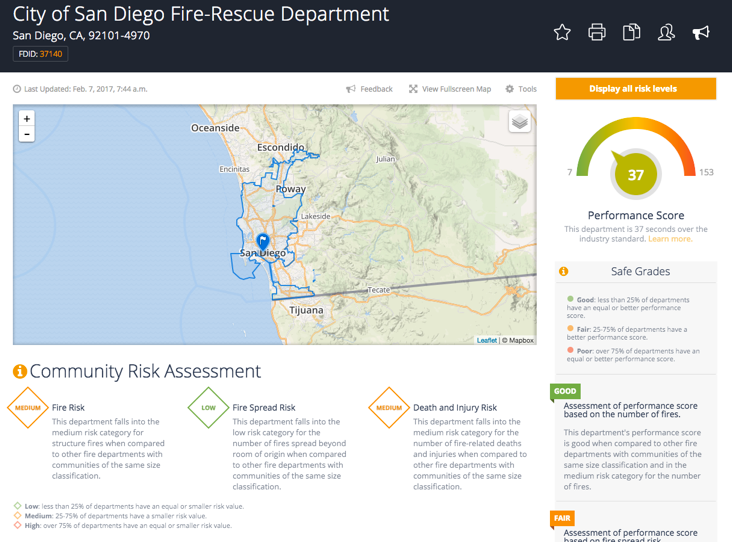 City of San Diego Fire-Rescue Department
San Diego, CA, 92101-4970
FDID: 37140
Last Updated: Feb. 7, 2017, 7:44 a.m.
Feedback
View Fullscreen Map
Tools
+
-
Oceanside
Escondido
Encinitas
Julian
Poway
Lakeside
San Diego
Tecate
Tijuana
Leaflet | © Mapbox
Community Risk Assessment
MEDIUM
Fire Risk
This department falls into the
medium risk category for
structure fires when compared
to other fire departments with
communities of the same size
classification.
LOW
Fire Spread Risk
This department falls into the
low risk category for the
number of fires spread beyond
room of origin when compared
to other fire departments with
communities of the same size
classification.
MEDIUM
Death and Injury Risk
This department falls into the
medium risk category for the
number of fire-related deaths
and injuries when compared to
other fire departments with
communities of the same size
classification.
Low: less than 25% of departments have an equal or smaller risk value.
Medium: 25-75% of departments have a smaller risk value.
High: over 75% of departments have an equal or smaller risk value.
Display all risk levels
7
37
153
Performance Score
This department is 37 seconds over the
industry standard. Learn more.
Safe Grades
Good: less than 25% of departments
have an equal or better performance
score.
Fair: 25-75% of departments have a
better performance score.
Poor: over 75% of departments have an
equal or better performance score.
GOOD
Assessment of performance score
based on the number of fires.
This department's performance score
is good when compared to other fire
departments with communities of the
same size classification and in the
medium risk category for the number
of fires.
FAIR
Assessment of performance score
based on fire spread risk.